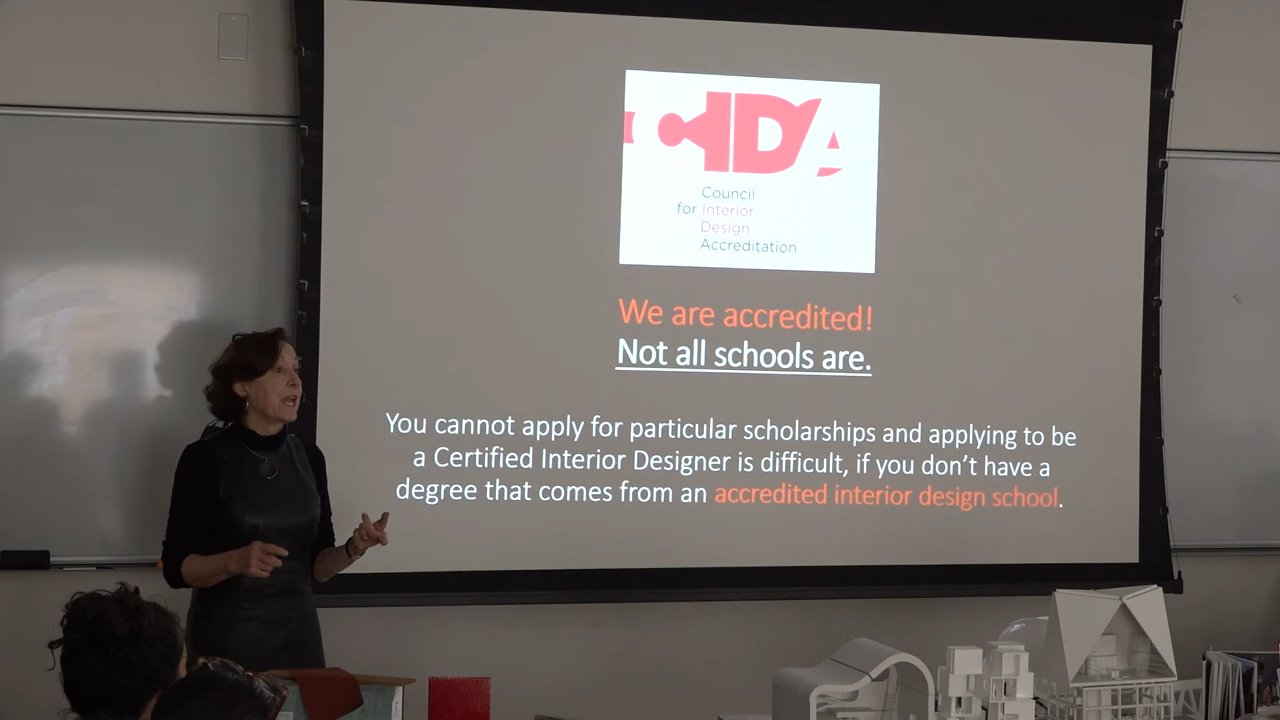 CIDA
Council
for Interior
Design
Accreditation
We are accredited!
Not all schools are.
You cannot apply for particular scholarships and applying to be
a Certified Interior Designer is difficult, if you don’t have a
degree that comes from an accredited interior design school.